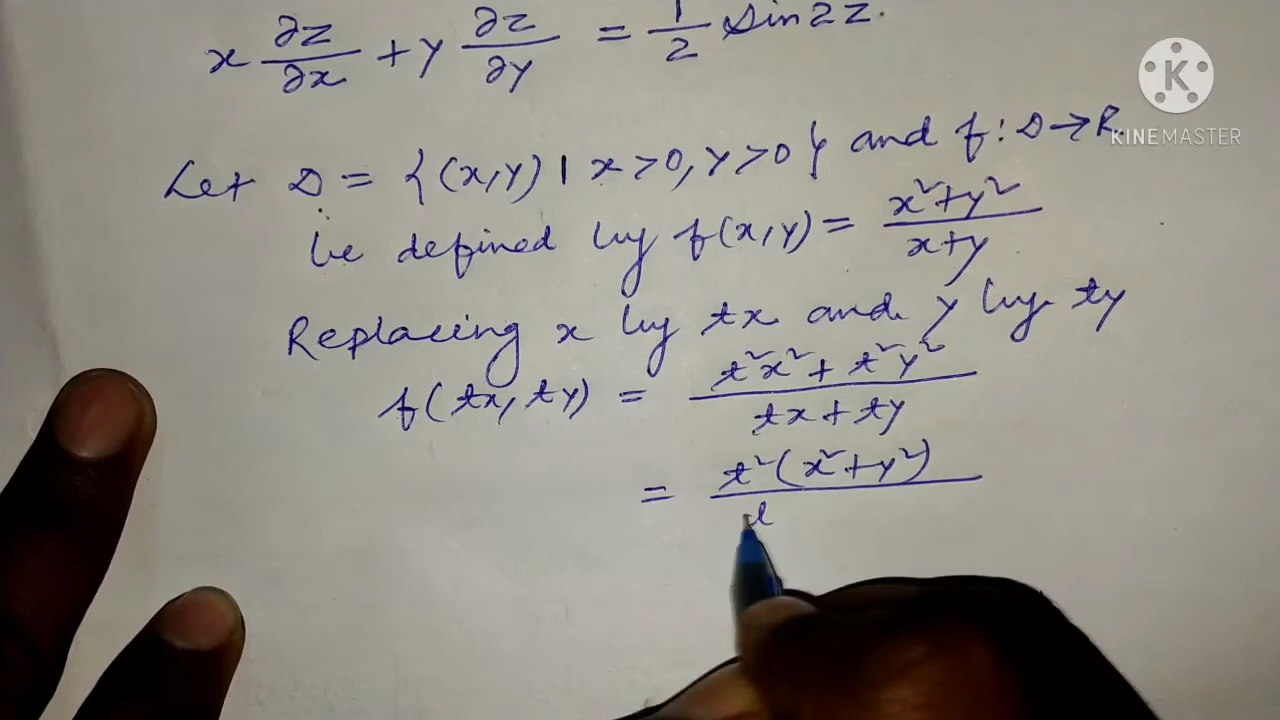 x ∂z/∂x + y ∂z/∂y = 1/2 sin2z.
K
KINEMASTER
Let D = {(x,y) | x>0, y>0} and f: D→R
be defined by f(x,y) = x²+y² / x+y
Replacing x by tx and y by ty
f(tx, ty) = t²x² + t²y² / tx + ty
= t²(x²+y²) / t